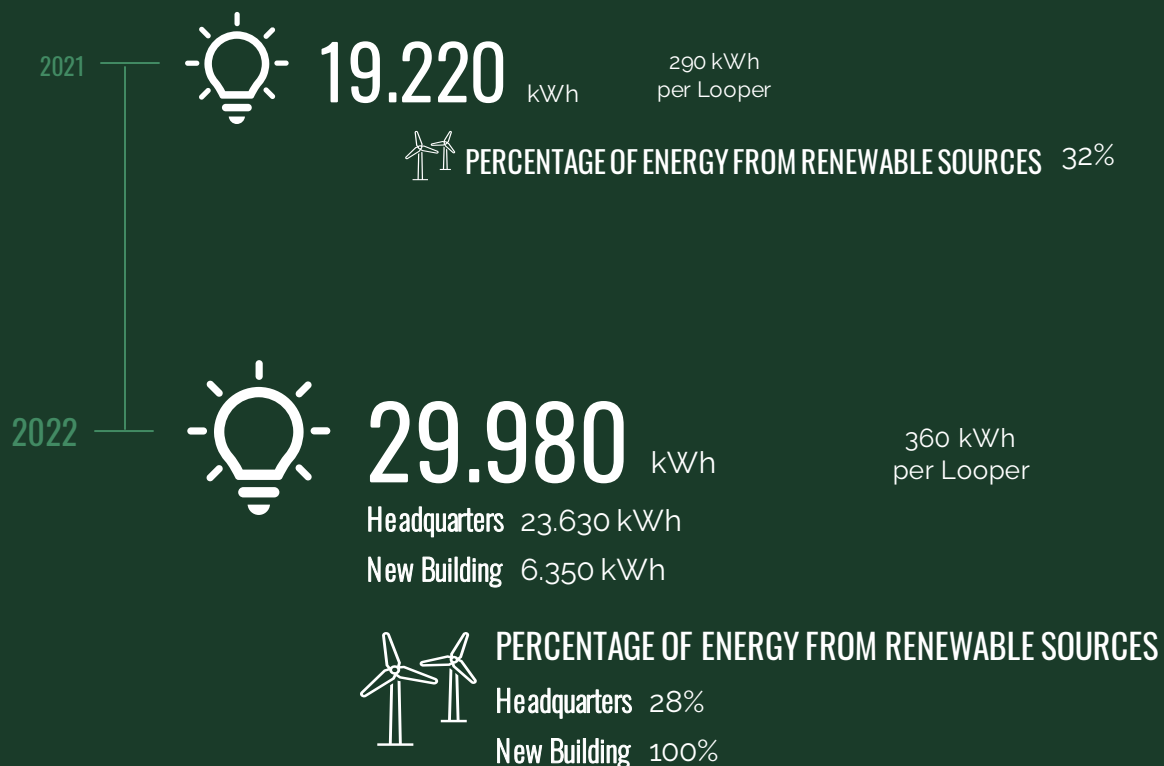 2021
19.220 kWh
290 kWh
per Looper
PERCENTAGE OF ENERGY FROM RENEWABLE SOURCES 32%
2022
29.980 kWh
360 kWh
per Looper
Headquarters 23.630 kWh
New Building 6.350 kWh
PERCENTAGE OF ENERGY FROM RENEWABLE SOURCES
Headquarters 28%
New Building 100%